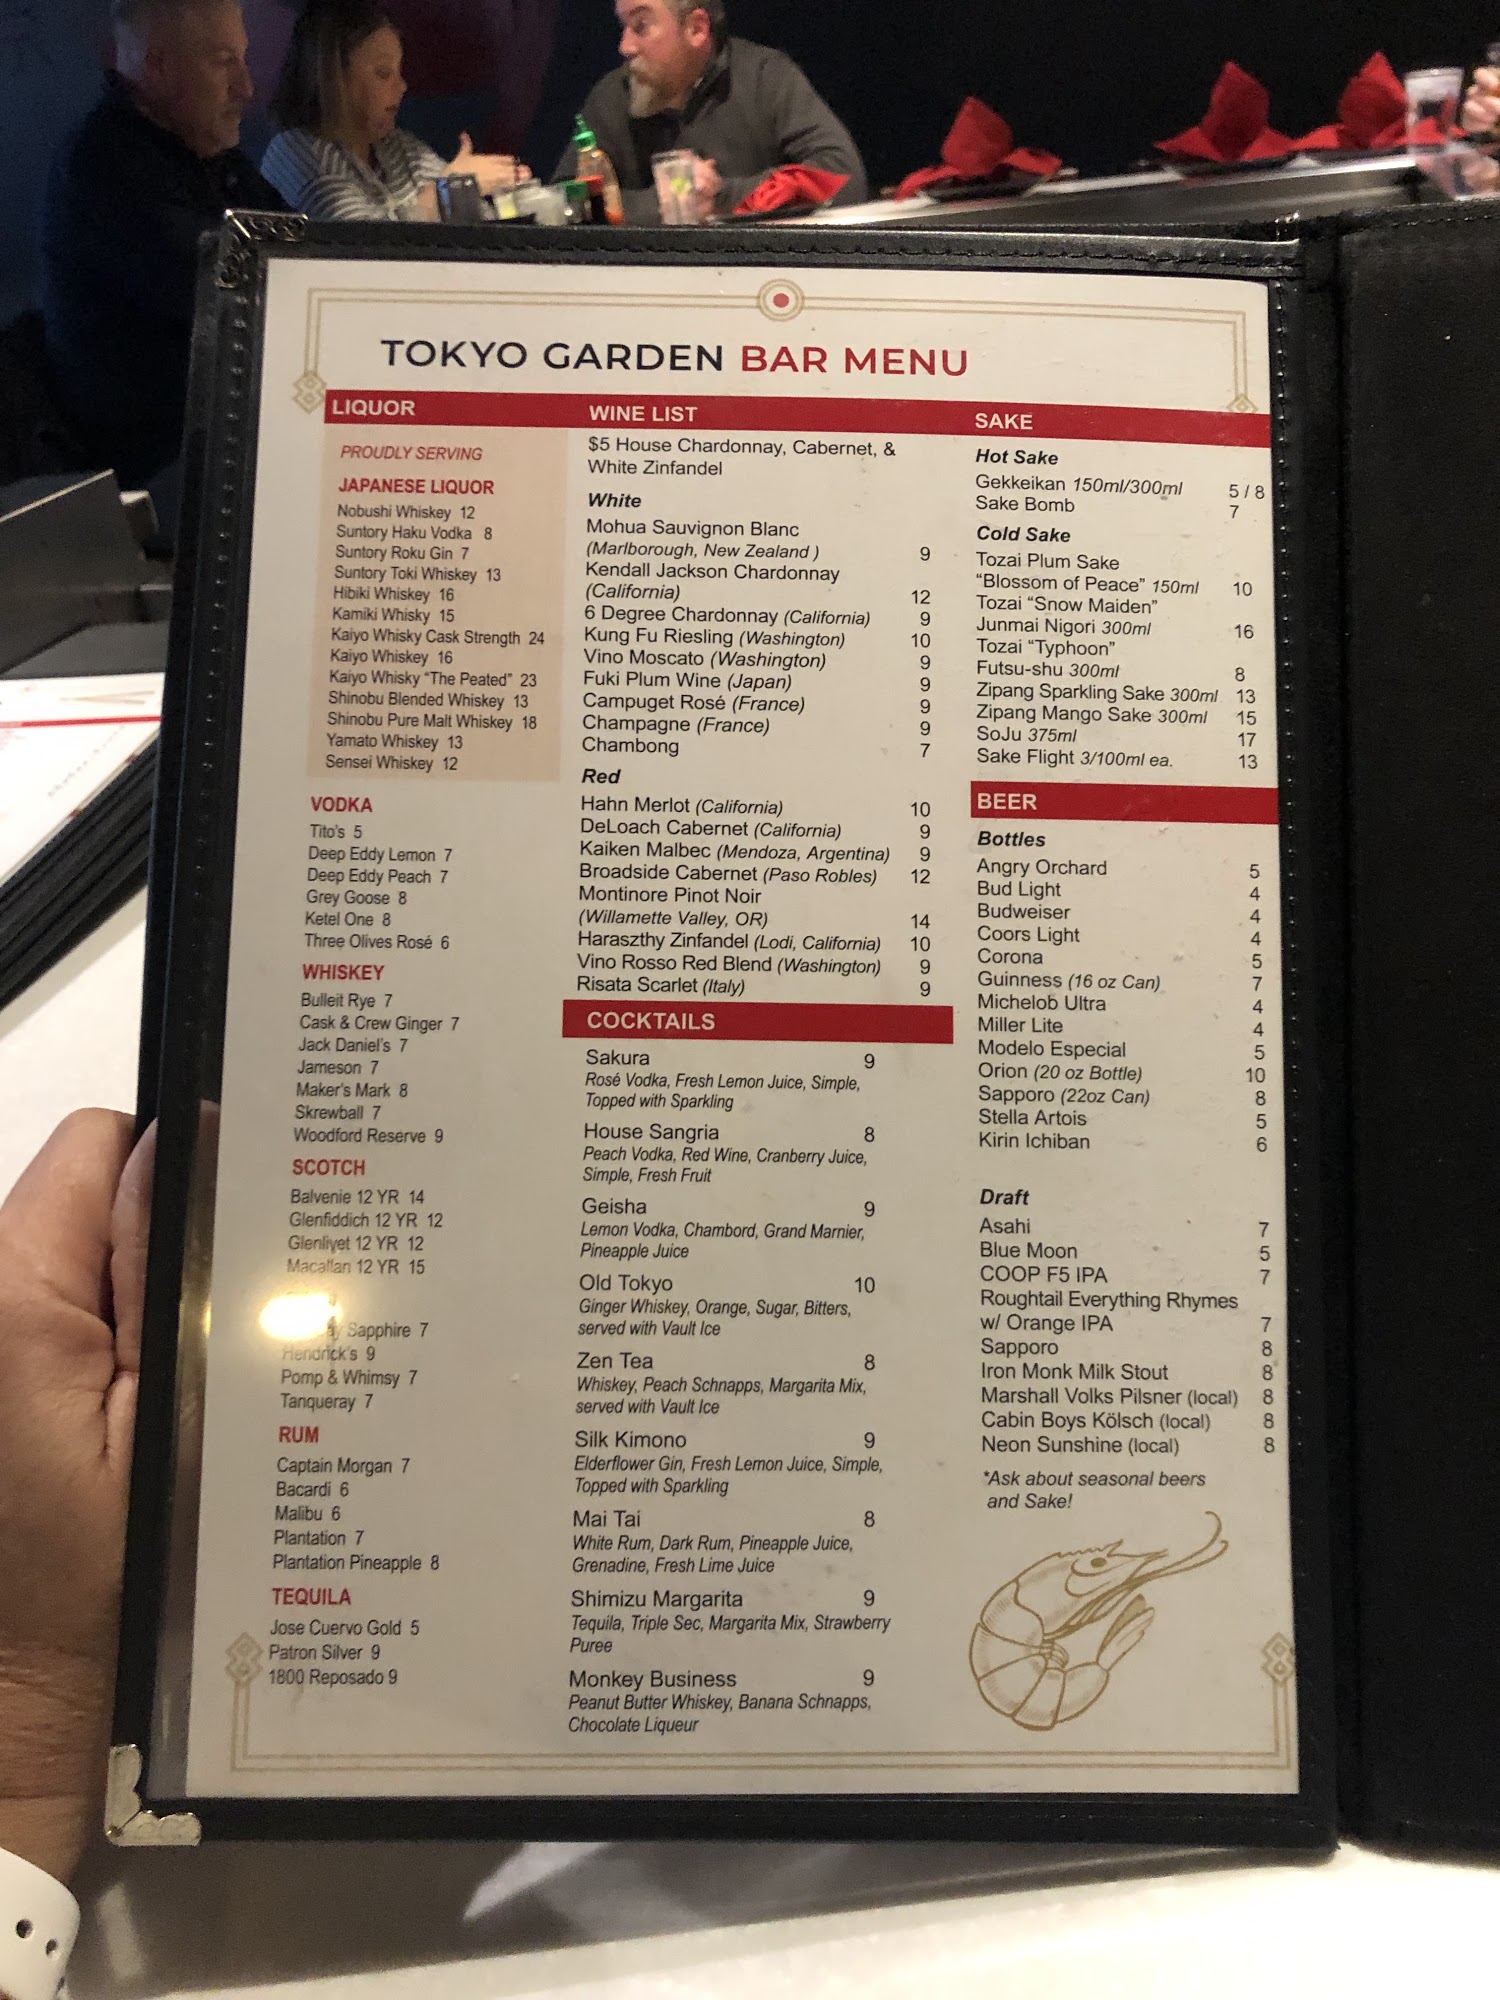 TOKYO GARDEN BAR MENU
LIQUOR
PROUDLY SERVING
JAPANESE LIQUOR
Nobushi Whiskey 12
Suntory Haku Vodka 8
Suntory Roku Gin 7
Suntory Toki Whiskey 13
Hibiki Whiskey 16
Kamiki Whisky 15
Kaiyo Whisky Cask Strength 24
Kaiyo Whiskey 16
Kaiyo Whisky “The Peated” 23
Shinobu Blended Whiskey 13
Shinobu Pure Malt Whiskey 18
Yamato Whiskey 13
Sensei Whiskey 12
VODKA
Tito's 5
Deep Eddy Lemon 7
Deep Eddy Peach 7
Grey Goose 8
Ketel One 8
Three Olives Rosé 6
WHISKEY
Bulleit Rye 7
Cask & Crew Ginger 7
Jack Daniel's 7
Jameson 7
Maker's Mark 8
Skrewball 7
Woodford Reserve 9
SCOTCH
Balvenie 12 YR 14
Glenfiddich 12 YR 12
Glenlivet 12 YR 12
Macallan 12 YR 15
Sapphire 7
Hendrick's 9
Pomp & Whimsy 7
Tanqueray 7
RUM
Captain Morgan 7
Bacardi 6
Malibu 6
Plantation 7
Plantation Pineapple 8
TEQUILA
Jose Cuervo Gold 5
Patron Silver 9
1800 Reposado 9
WINE LIST
$5 House Chardonnay, Cabernet, &
White Zinfandel
White
Mohua Sauvignon Blanc
(Marlborough, New Zealand ) 9
Kendall Jackson Chardonnay
(California) 12
6 Degree Chardonnay (California) 9
Kung Fu Riesling (Washington) 10
Vino Moscato (Washington) 9
Fuki Plum Wine (Japan) 9
Campuget Rosé (France) 9
Champagne (France) 9
Chambong 7
Red
Hahn Merlot (California) 10
DeLoach Cabernet (California) 9
Kaiken Malbec (Mendoza, Argentina) 9
Broadside Cabernet (Paso Robles) 12
Montinore Pinot Noir
(Willamette Valley, OR) 14
Haraszthy Zinfandel (Lodi, California) 10
Vino Rosso Red Blend (Washington) 9
Risata Scarlet (Italy) 9
COCKTAILS
Sakura 9
Rosé Vodka, Fresh Lemon Juice, Simple,
Topped with Sparkling
House Sangria 8
Peach Vodka, Red Wine, Cranberry Juice,
Simple, Fresh Fruit
Geisha 9
Lemon Vodka, Chambord, Grand Marnier,
Pineapple Juice
Old Tokyo 10
Ginger Whiskey, Orange, Sugar, Bitters,
served with Vault Ice
Zen Tea 8
Whiskey, Peach Schnapps, Margarita Mix,
served with Vault Ice
Silk Kimono 9
Elderflower Gin, Fresh Lemon Juice, Simple,
Topped with Sparkling
Mai Tai 8
White Rum, Dark Rum, Pineapple Juice,
Grenadine, Fresh Lime Juice
Shimizu Margarita 9
Tequila, Triple Sec, Margarita Mix, Strawberry
Puree
Monkey Business 9
Peanut Butter Whiskey, Banana Schnapps,
Chocolate Liqueur
SAKE
Hot Sake
Gekkeikan 150ml/300ml 5 / 8
Sake Bomb 7
Cold Sake
Tozai Plum Sake
“Blossom of Peace” 150ml 10
Tozai “Snow Maiden”
Junmai Nigori 300ml 16
Tozai “Typhoon”
Futsu-shu 300ml 8
Zipang Sparkling Sake 300ml 13
Zipang Mango Sake 300ml 15
SoJu 375ml 17
Sake Flight 3/100ml ea. 13
BEER
Bottles
Angry Orchard 5
Bud Light 4
Budweiser 4
Coors Light 4
Corona 5
Guinness (16 oz Can) 7
Michelob Ultra 4
Miller Lite 4
Modelo Especial 5
Orion (20 oz Bottle) 10
Sapporo (22oz Can) 8
Stella Artois 5
Kirin Ichiban 6
Draft
Asahi 7
Blue Moon 5
COOP F5 IPA 7
Roughtail Everything Rhymes
w/ Orange IPA 7
Sapporo 8
Iron Monk Milk Stout 8
Marshall Volks Pilsner (local) 8
Cabin Boys Kölsch (local) 8
Neon Sunshine (local) 8
*Ask about seasonal beers
and Sake!